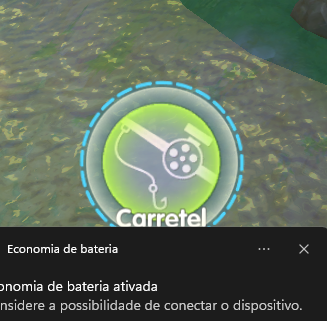 Carretel
Economia de bateria
onomia de bateria ativada
nsidere a possibilidade de conectar o dispositivo.